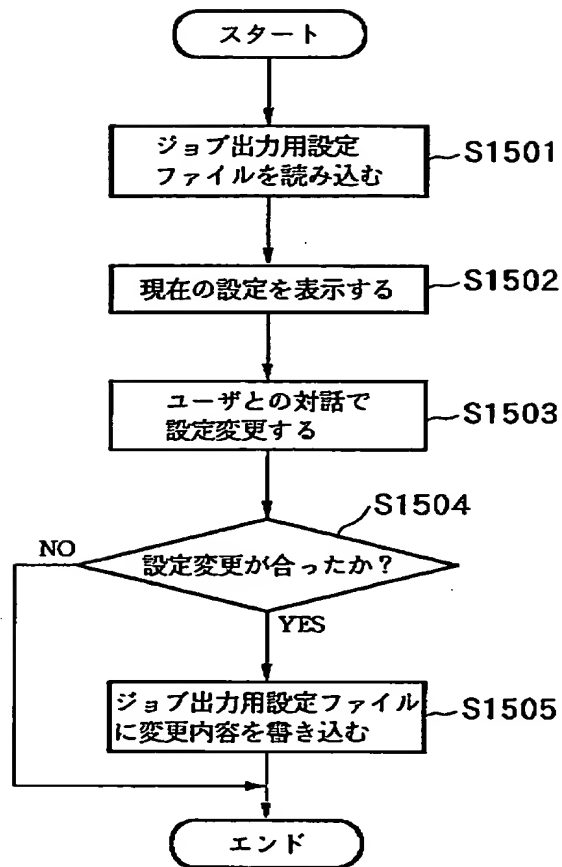 スタート
ジョブ出力用設定
ファイルを読み込む
S1501
現在の設定を表示する
S1502
ユーザとの対話で
設定変更する
S1503
S1504
NO
設定変更が合ったか？
YES
ジョブ出力用設定ファイル
に変更内容を書き込む
S1505
エンド